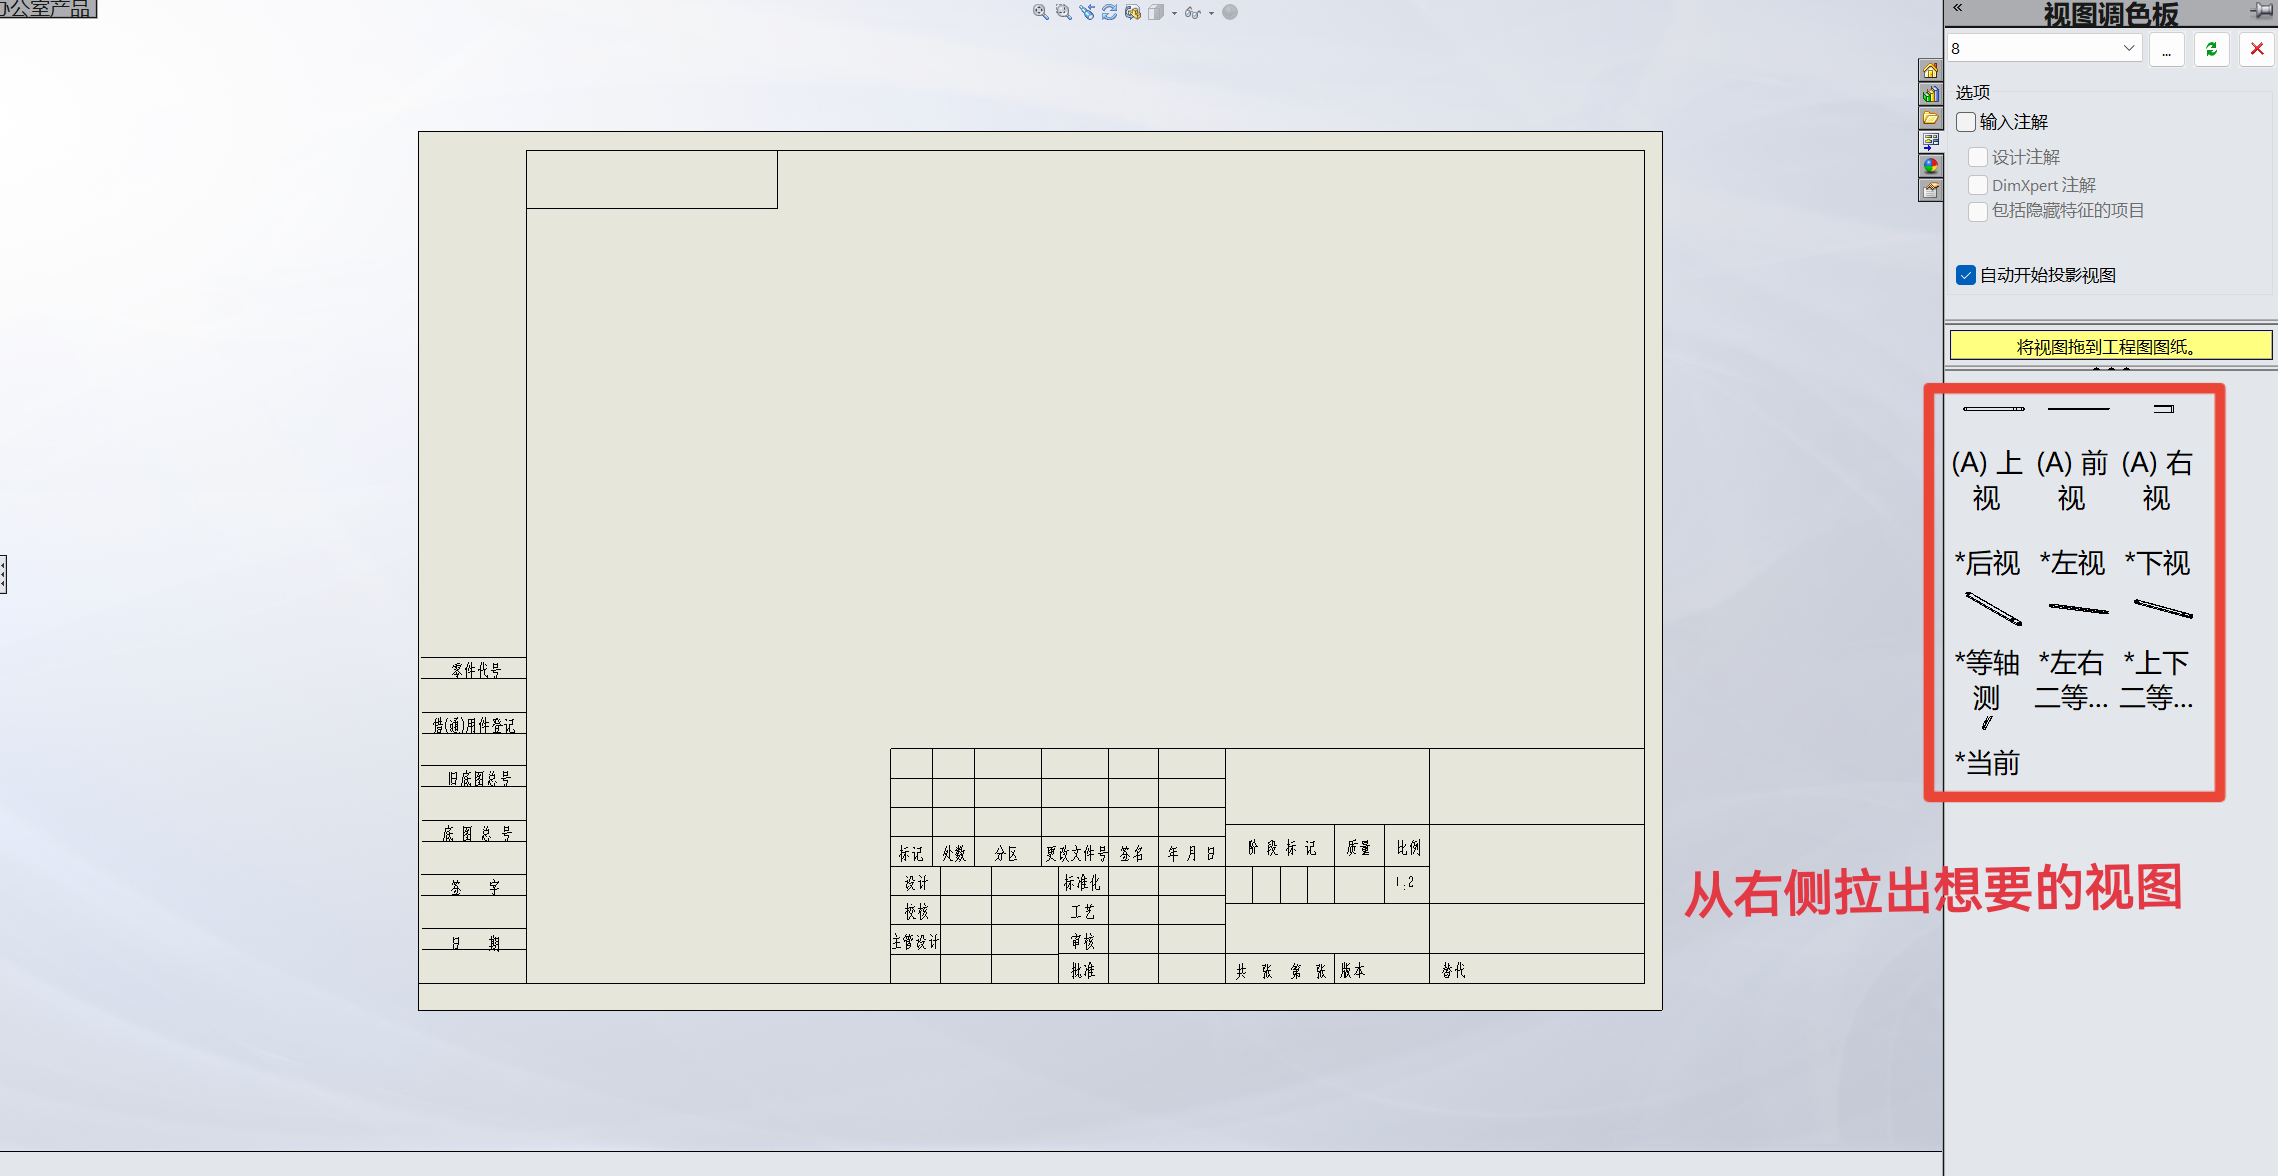 办公室产品
视图调色板
8
...
选项
输入注解
设计注解
DimXpert 注解
包括隐藏特征的项目
自动开始投影视图
将视图拖到工程图图纸。
(A) 上视
(A) 前视
(A) 右视
*后视
*左视
*下视
*等轴测
*左右二等...
*上下二等...
*当前
从右侧拉出想要的视图
零件代号
借(通)用件登记
旧底图总号
底图总号
签 字
日 期
标记 处数 分区 更改文件号 签名 年 月 日
设计 标准化
校核 工艺
主管设计 审核
批准
阶 段 标 记 质量 比例
1:2
共 张 第 张 版本 替代